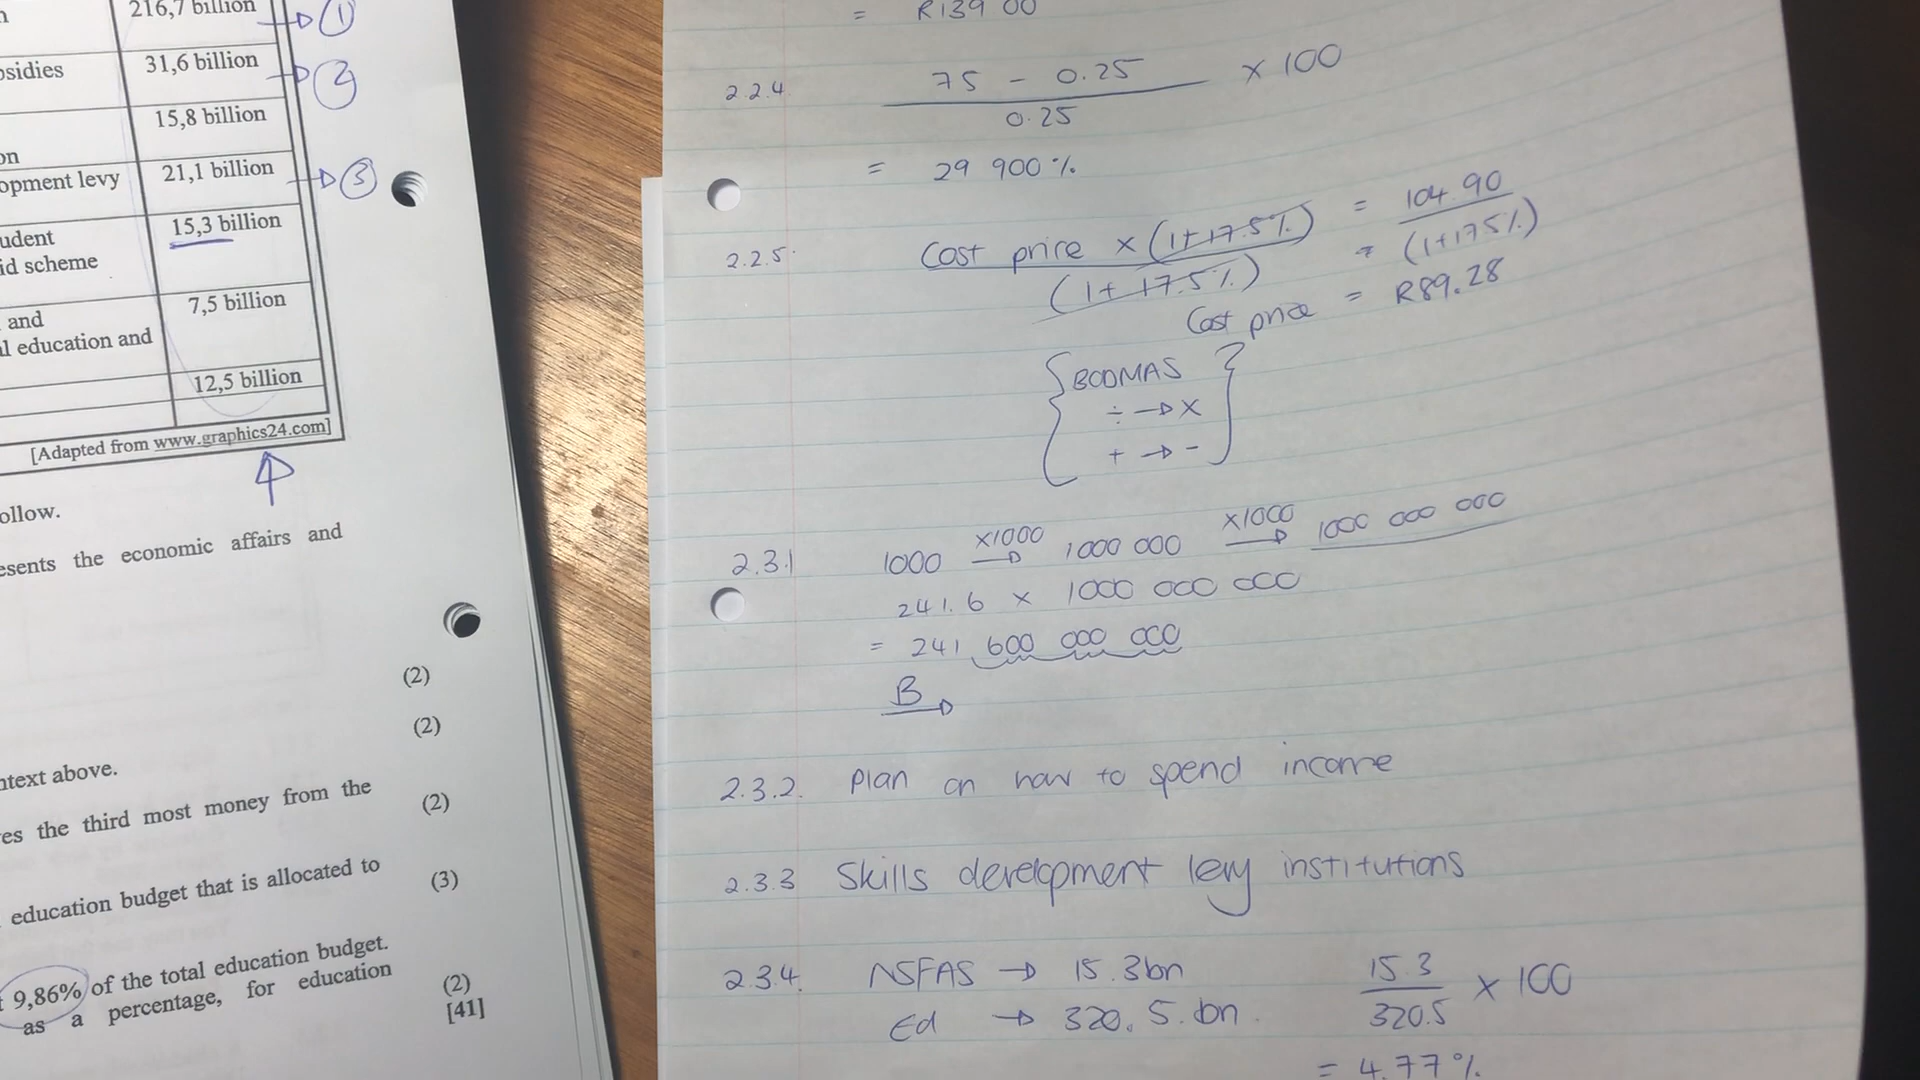 216,7 billion → 1
sidies 31,6 billion → 2
15,8 billion
on
opment levy 21,1 billion → 3
udent 15,3 billion
id scheme
and 7,5 billion
l education and
12,5 billion
[Adapted from www.graphics24.com]
ollow.
esents the economic affairs and
(2)
(2)
ntext above.
es the third most money from the
(2)
education budget that is allocated to
(3)
9,86% of the total education budget.
as a percentage, for education
(2)
[41]
= R139 00
2.2.4 75 - 0.25 × 100
0.25
= 29 900%
2.2.5. Cost price × (1+17.5%) = 104.90
(1+17.5%) = (1+17.5%)
Cost price = R89.28
{BODMAS}
÷ → ×
+ → -
2.3.1 1000 ×1000 → 1000 000 ×1000 → 1000 000 000
241.6 × 1000 000 000
= 241 600 000 000
B →
2.3.2. Plan on how to spend income
2.3.3 Skills development levy institutions
2.3.4. NSFAS → 15.3bn 15.3 × 100
Ed → 320.5.bn. 320.5
= 4.77%